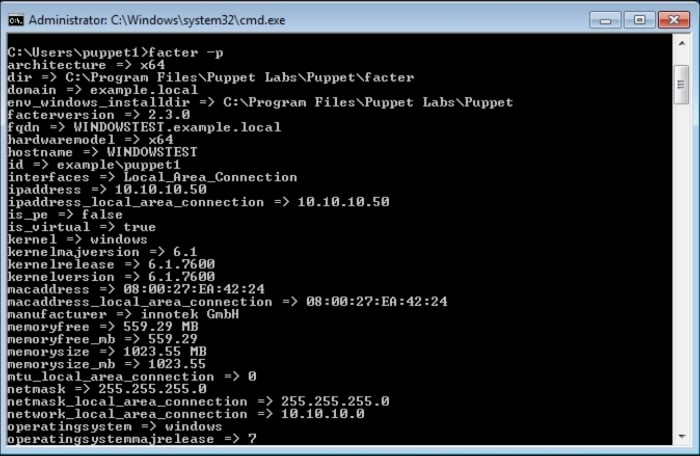 Administrator: C:\Windows\system32\cmd.exe
C:\Users\puppet1>facter -p
architecture => x64
dir => C:\Program Files\Puppet Labs\Puppet\facter
domain => example.local
env_windows_installdir => C:\Program Files\Puppet Labs\Puppet
facterversion => 2.3.0
fqdn => WINDOWSTEST.example.local
hardwaremodel => x64
hostname => WINDOWSTEST
id => example\puppet1
interfaces => Local_Area_Connection
ipaddress => 10.10.10.50
ipaddress_local_area_connection => 10.10.10.50
is_pe => false
is_virtual => true
kernel => windows
kernelmajversion => 6.1
kernelrelease => 6.1.7600
kernelversion => 6.1.7600
macaddress => 08:00:27:EA:42:24
macaddress_local_area_connection => 08:00:27:EA:42:24
manufacturer => innotek GmbH
memoryfree => 559.29 MB
memoryfree_mb => 559.29
memorysize => 1023.55 MB
memorysize_mb => 1023.55
mtu_local_area_connection => 0
netmask => 255.255.255.0
netmask_local_area_connection => 255.255.255.0
network_local_area_connection => 10.10.10.0
operatingsystem => windows
operatingsystemmajrelease => 7